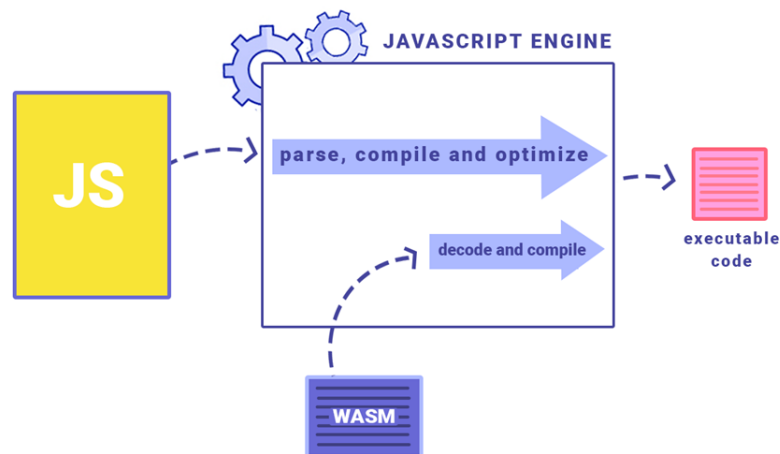 JAVASCRIPT ENGINE
JS
parse, compile and optimize
decode and compile
executable
code
WASM